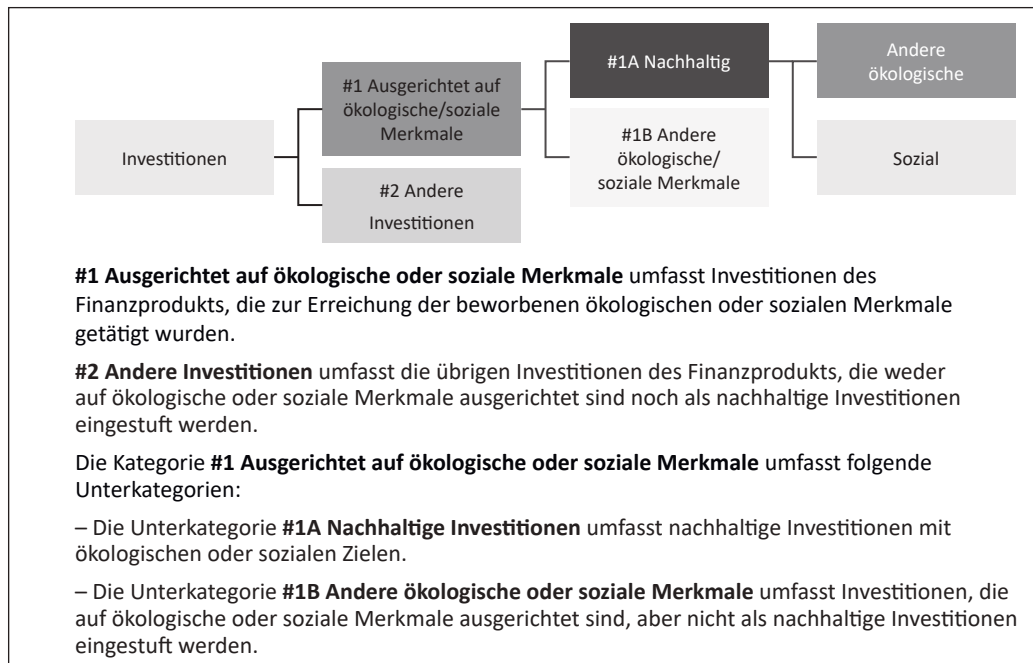 Investitionen
#1 Ausgerichtet auf
ökologische/soziale
Merkmale
#2 Andere
Investitionen
#1A Nachhaltig
#1B Andere
ökologische/
soziale Merkmale
Andere
ökologische
Sozial
#1 Ausgerichtet auf ökologische oder soziale Merkmale umfasst Investitionen des
Finanzprodukts, die zur Erreichung der beworbenen ökologischen oder sozialen Merkmale
getätigt wurden.
#2 Andere Investitionen umfasst die übrigen Investitionen des Finanzprodukts, die weder
auf ökologische oder soziale Merkmale ausgerichtet sind noch als nachhaltige Investitionen
eingestuft werden.
Die Kategorie #1 Ausgerichtet auf ökologische oder soziale Merkmale umfasst folgende
Unterkategorien:
– Die Unterkategorie #1A Nachhaltige Investitionen umfasst nachhaltige Investitionen mit
ökologischen oder sozialen Zielen.
– Die Unterkategorie #1B Andere ökologische oder soziale Merkmale umfasst Investitionen, die
auf ökologische oder soziale Merkmale ausgerichtet sind, aber nicht als nachhaltige Investitionen
eingestuft werden.